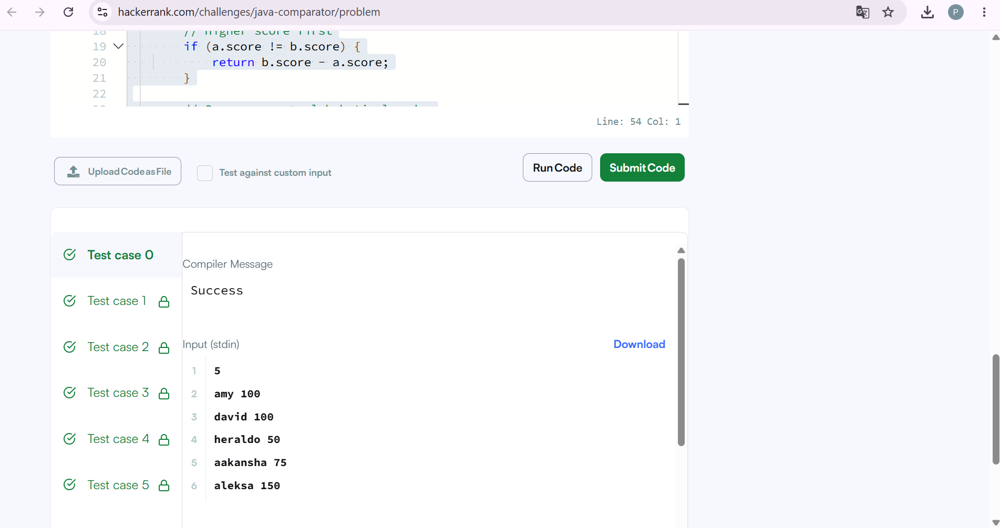 hackerrank.com/challenges/java-comparator/problem
P
18 // Higher score first
19 if (a.score != b.score) {
20 return b.score - a.score;
21 }
22
Line: 54 Col: 1
Upload Code as File
Test against custom input
Run Code
Submit Code
Test case 0
Test case 1
Test case 2
Test case 3
Test case 4
Test case 5
Compiler Message
Success
Input (stdin)
Download
1 5
2 amy 100
3 david 100
4 heraldo 50
5 aakansha 75
6 aleksa 150